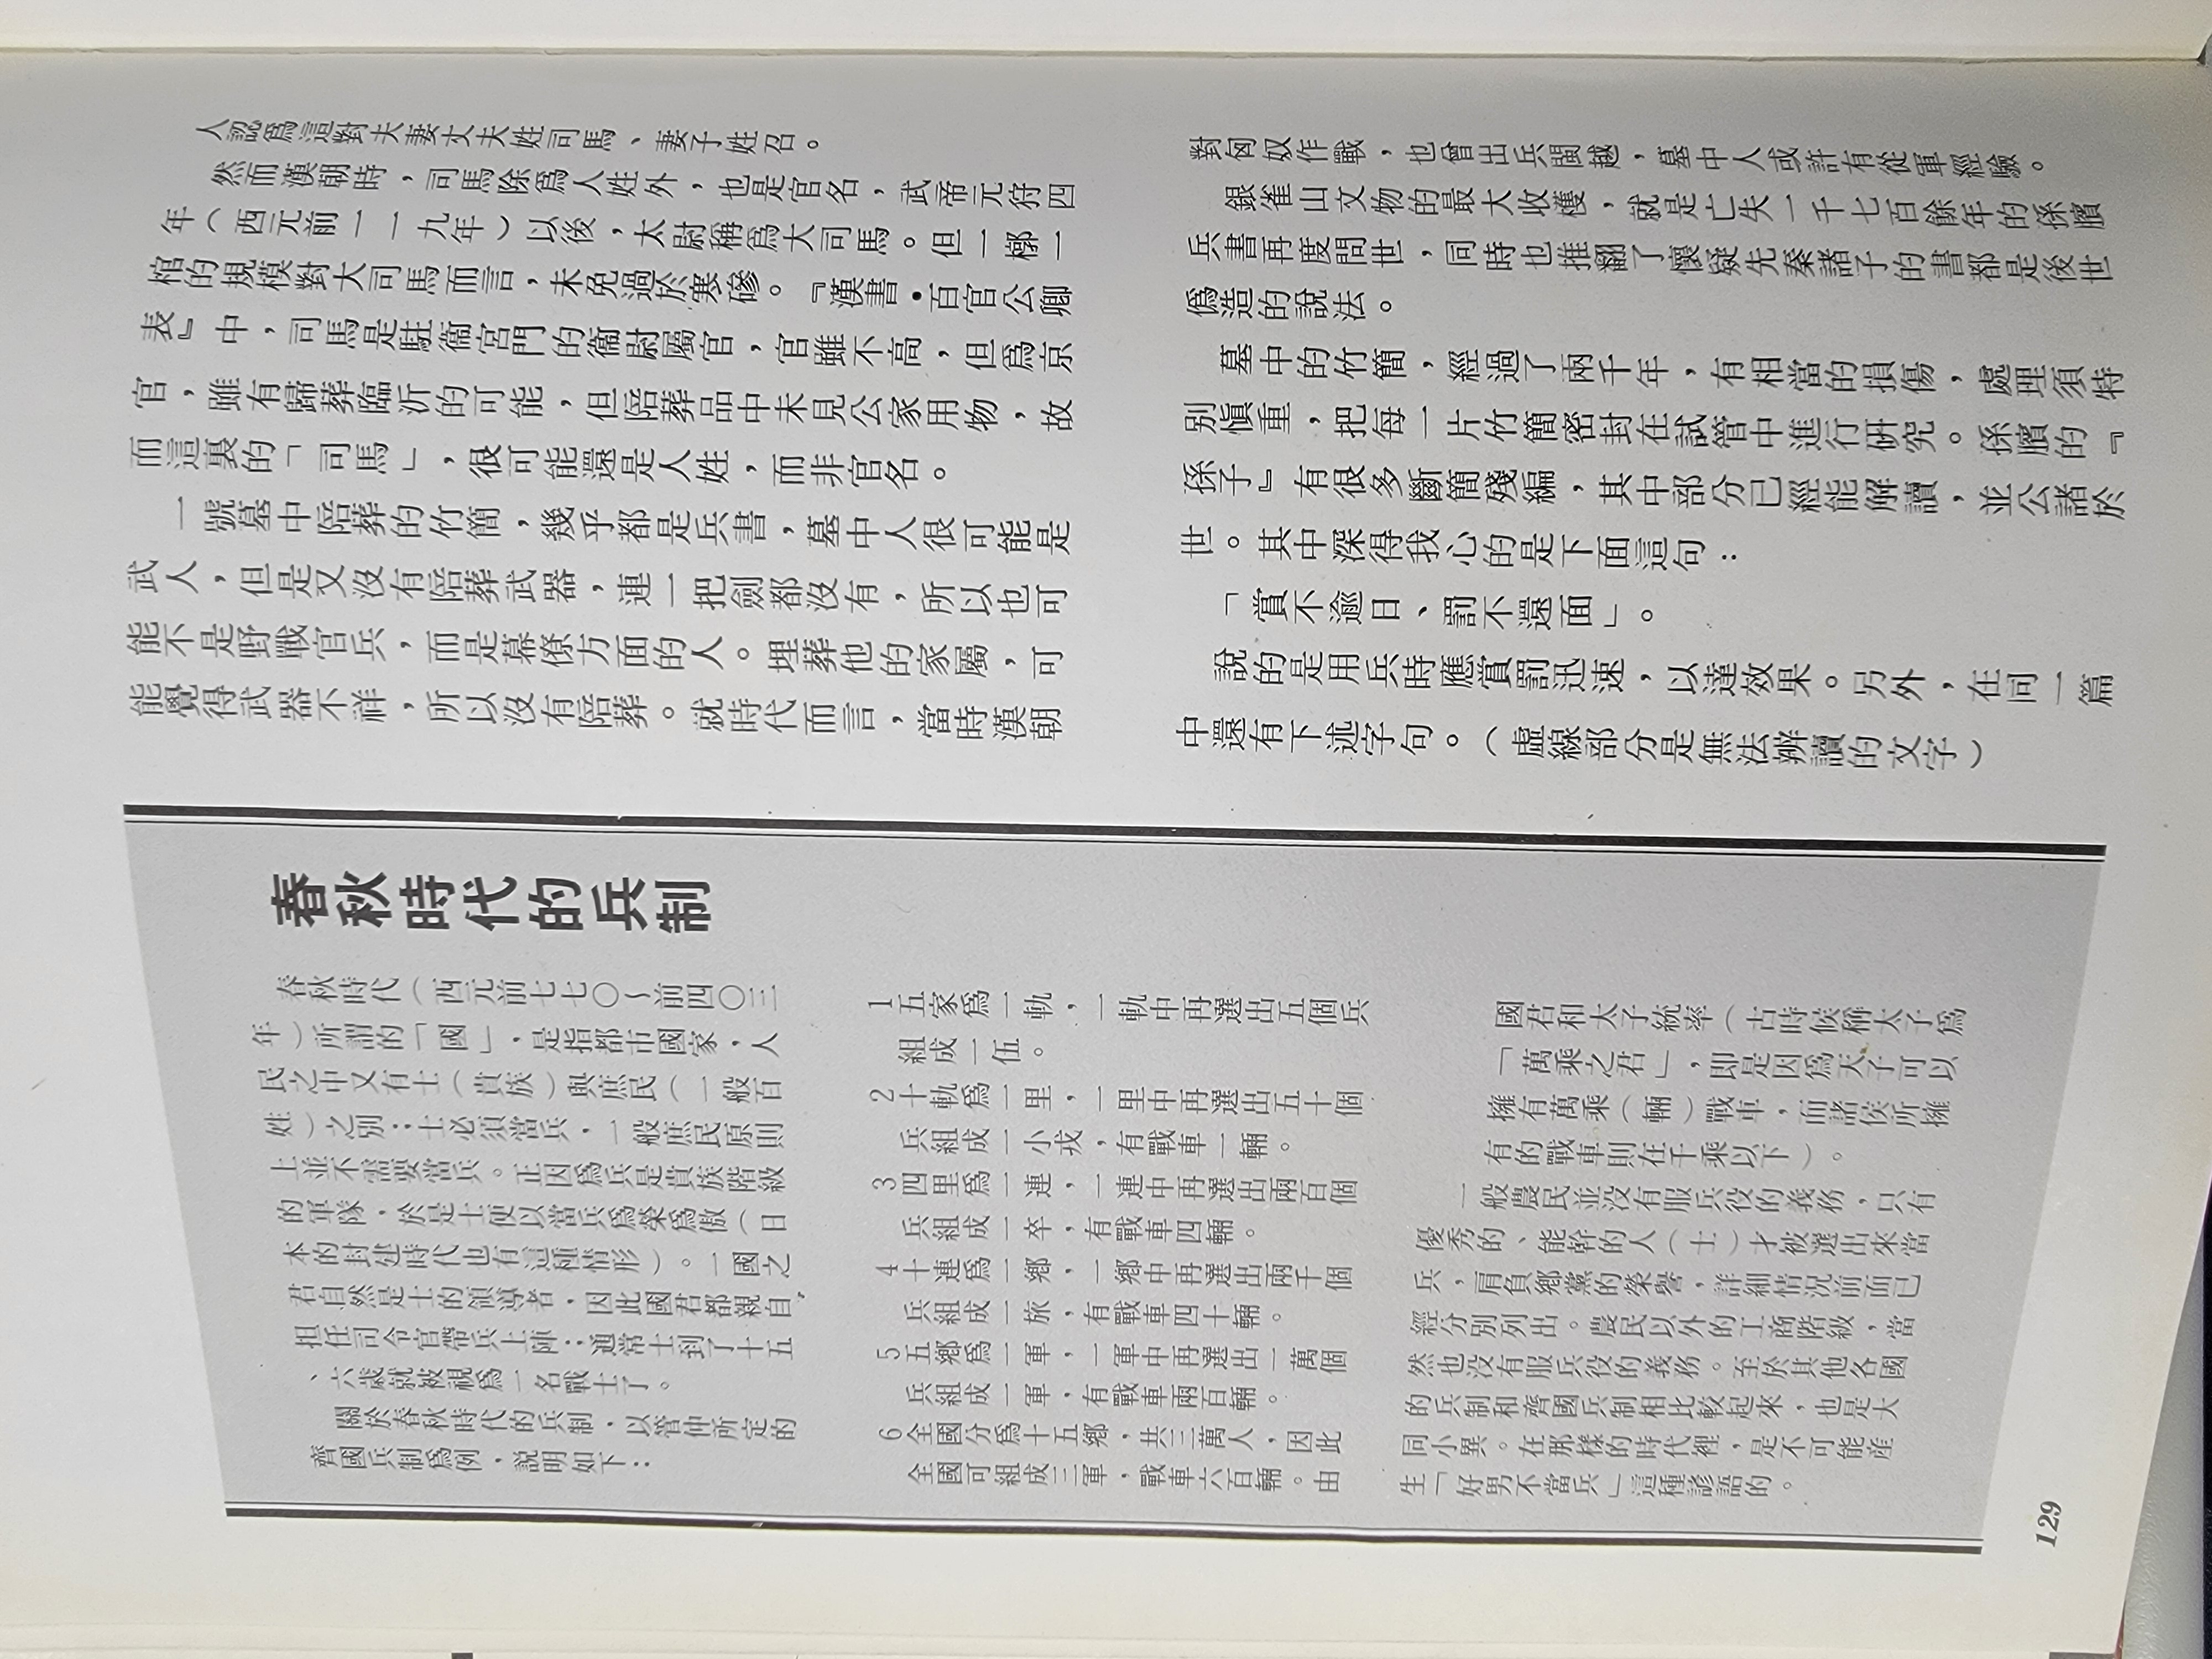 人認爲這對夫妻丈夫姓司馬、妻子姓召。
然而漢朝時，司馬除爲人姓外，也是官名，武帝元狩四
年（西元前一一九年）以後，太尉稱爲大司馬。但一槨一
棺的規模對大司馬而言，未免過於寒磣。『漢書・百官公卿
表』中，司馬是駐衞宮門的衞尉屬官，官雖不高，但爲京
官，雖有歸葬臨沂的可能，但陪葬品中未見公家用物，故
而這裏的「司馬」，很可能還是人姓，而非官名。
一號墓中陪葬的竹簡，幾乎都是兵書，墓中人很可能是
武人，但是又沒有陪葬武器，連一把劍都沒有，所以也可
能不是野戰官兵，而是幕僚方面的人。埋葬他的家屬，可
能覺得武器不祥，所以沒有陪葬。就時代而言，當時漢朝
對匈奴作戰，也曾出兵閩越，墓中人或許有從軍經驗。
銀雀山文物的最大收穫，就是亡失一千七百餘年的孫臏
兵書再度問世，同時也推翻了懷疑先秦諸子的書都是後世
僞造的說法。
墓中的竹簡，經過了兩千年，有相當的損傷，處理須特
別愼重，把每一片竹簡密封在試管中進行研究。孫臏的『
孫子』有很多斷簡殘編，其中部分已經能解讀，並公諸於
世。其中深得我心的是下面這句：
「賞不逾日、罰不還面」。
說的是用兵時應賞罰迅速，以達效果。另外，在同一篇
中還有下述字句。（虛線部分是無法辨讀的文字）
春秋時代的兵制
春秋時代（西元前七七〇～前四〇三
年）所謂的「國」，是指都市國家，人
民之中又有士（貴族）與庶民（一般百
姓）之別；士必須當兵，一般庶民原則
上並不需要當兵。正因爲兵是貴族階級
的軍隊，於是士便以當兵爲榮爲傲（日
本的封建時代也有這種情形）。一國之
君自然是士的領導者，因此國君都親自
担任司令官帶兵上陣；通常士到了十五
、六歲就被視爲一名戰士了。
關於春秋時代的兵制，以管仲所定的
齊國兵制爲例，説明如下：
1五家爲一軌，一軌中再選出五個兵
組成一伍。
2十軌爲一里，一里中再選出五十個
兵組成一小戎，有戰車一輛。
3四里爲一連，一連中再選出兩百個
兵組成一卒，有戰車四輛。
4十連爲一鄉，一鄉中再選出兩千個
兵組成一旅，有戰車四十輛。
5五鄉爲一軍，一軍中再選出一萬個
兵組成一軍，有戰車兩百輛。
6全國分爲十五鄉，共三萬人，因此
全國可組成三軍，戰車六百輛。由
國君和太子統率（古時候稱太子爲
「萬乘之君」，即是因爲天子可以
擁有萬乘（輛）戰車，而諸侯所擁
有的戰車則在千乘以下）。
一般農民並沒有服兵役的義務，只有
優秀的、能幹的人（士）才被選出來當
兵，肩負鄉黨的榮譽，詳細情況前面已
經分別列出。農民以外的工商階級，當
然也沒有服兵役的義務。至於其他各國
的兵制和齊國兵制相比較起來，也是大
同小異。在那樣的時代裡，是不可能産
生「好男不當兵」這種諺語的。
129